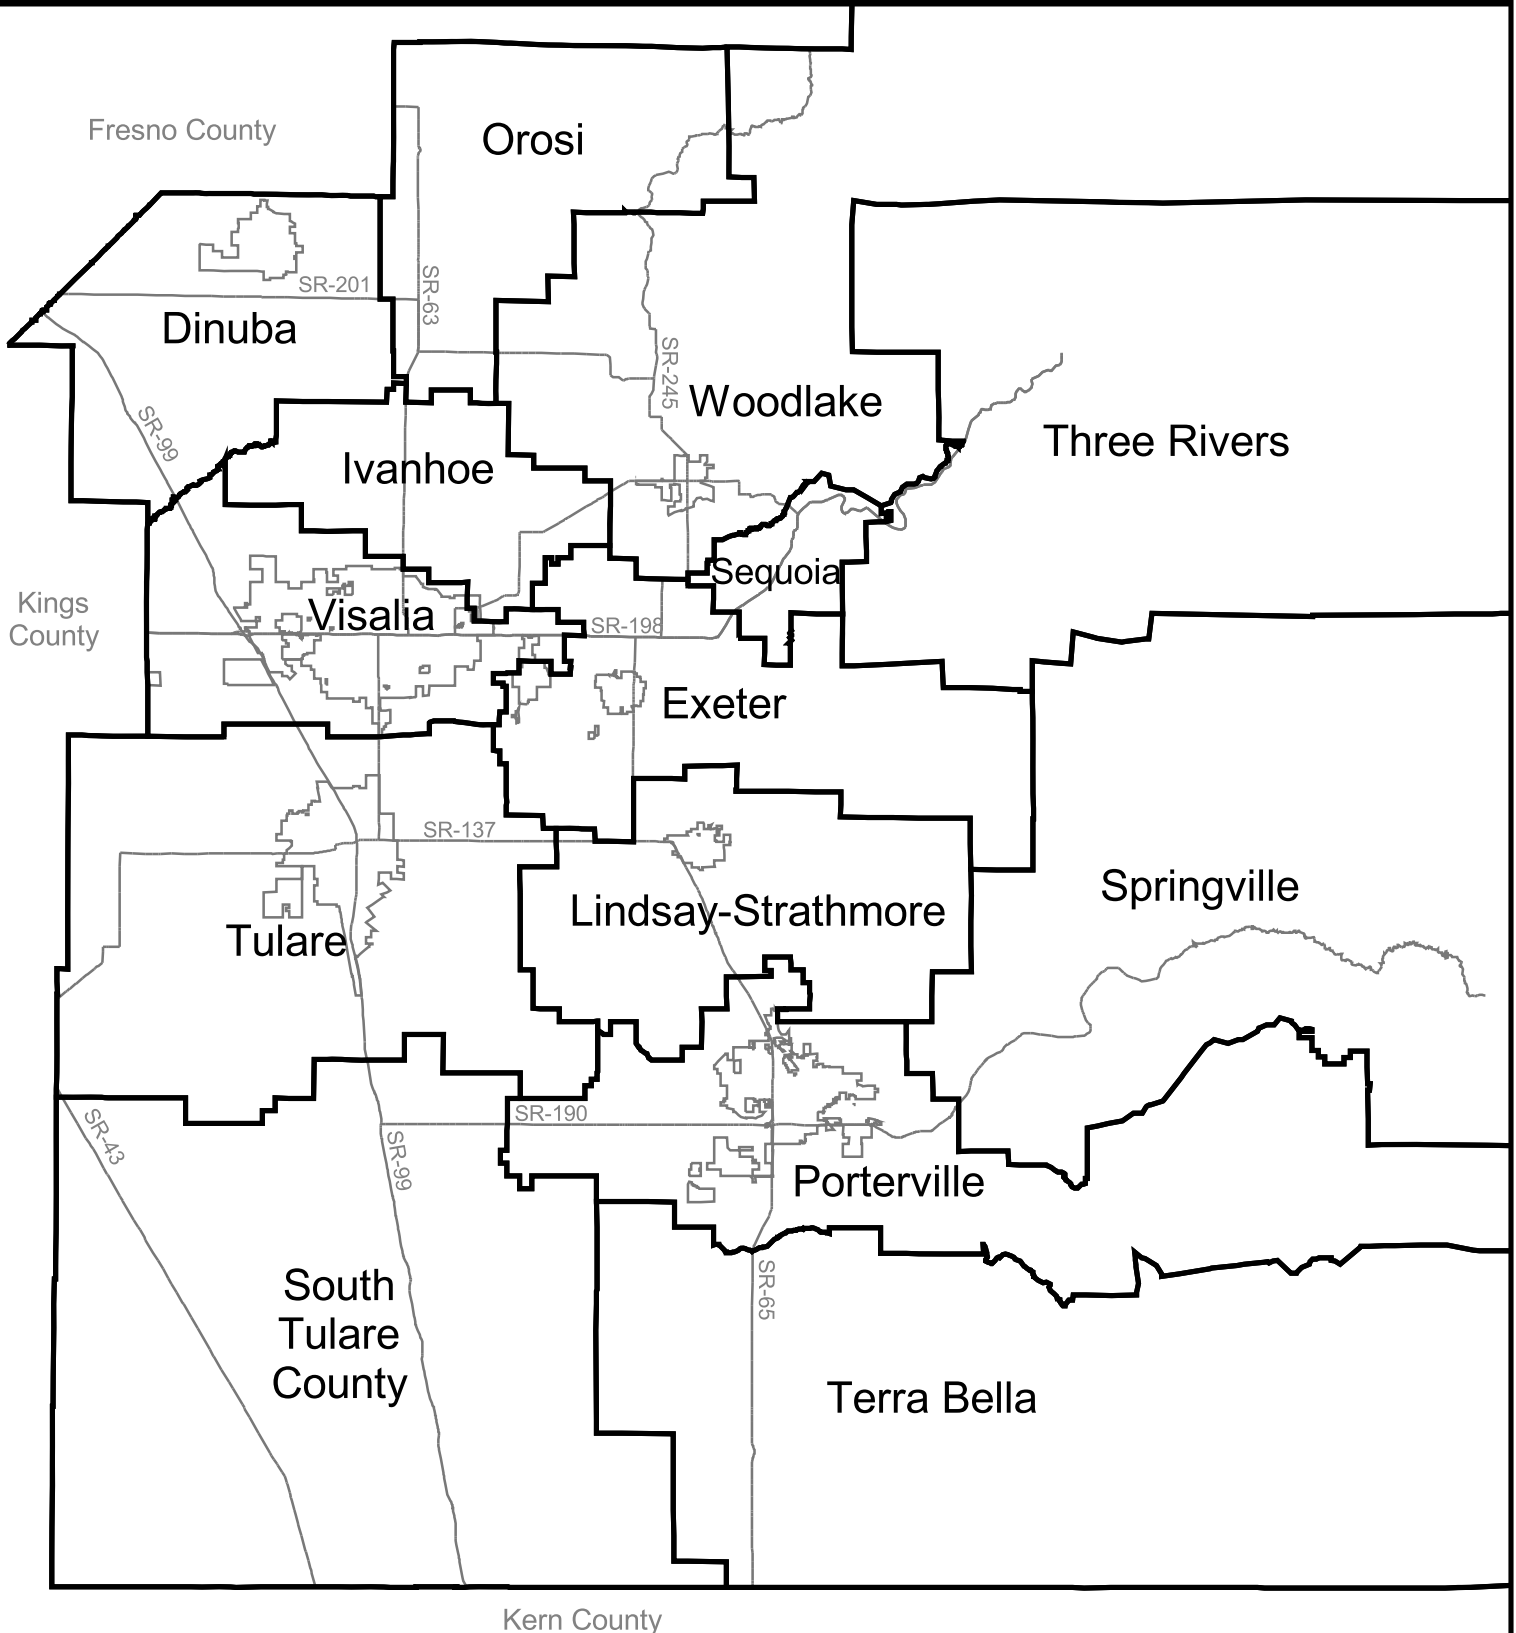 Fresno County
Orosi
SR-201
SR-63
Dinuba
SR-245
Woodlake
SR-99
Three Rivers
Ivanhoe
Sequoia
Kings
County
Visalia
SR-198
Exeter
SR-137
Springville
Lindsay-Strathmore
Tulare
SR-190
SR-43
SR-99
Porterville
South
Tulare
County
SR-65
Terra Bella
Kern County